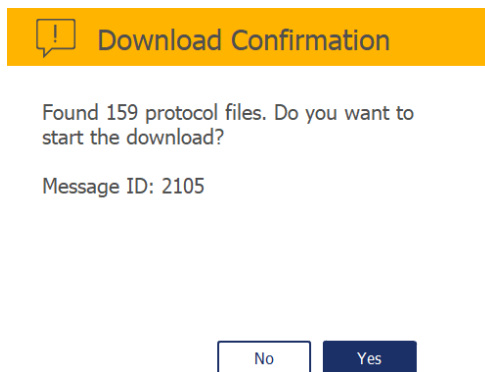 Download Confirmation
Found 159 protocol files. Do you want to
start the download?
Message ID: 2105
No
Yes